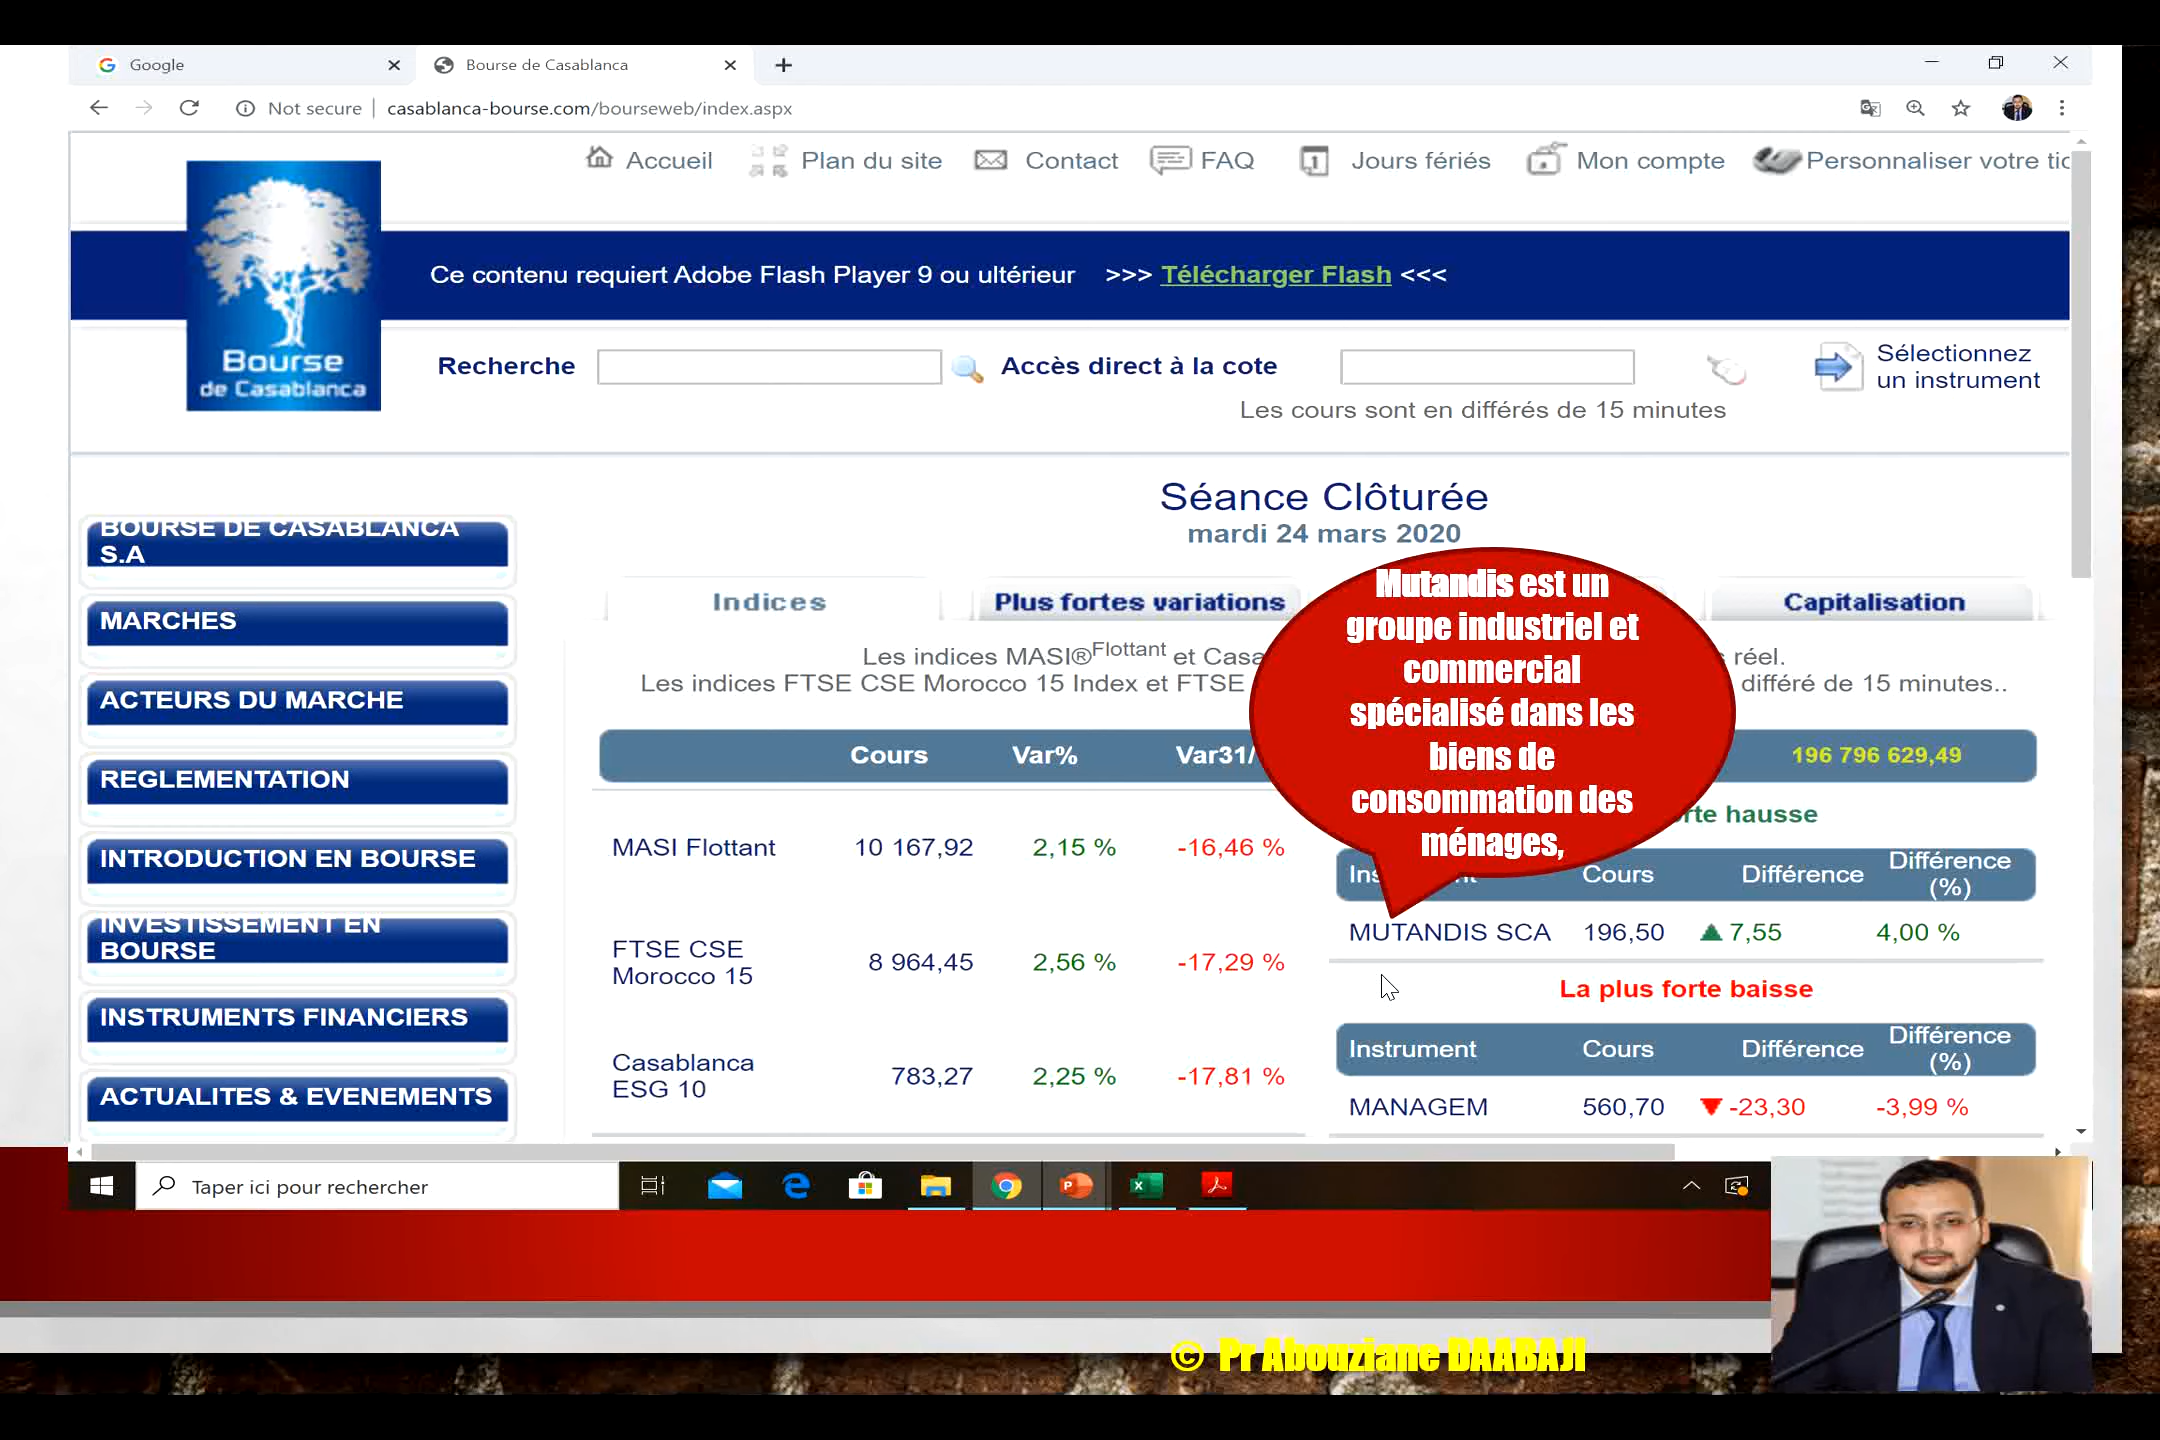 Google
Bourse de Casablanca
Not secure | casablanca-bourse.com/bourseweb/index.aspx
Accueil Plan du site Contact FAQ Jours fériés Mon compte Personnaliser votre
Bourse
de Casablanca
Ce contenu requiert Adobe Flash Player 9 ou ultérieur >>> Télécharger Flash <<<
Recherche Accès direct à la cote
Sélectionnez
un instrument
Les cours sont en différés de 15 minutes
Séance Clôturée
mardi 24 mars 2020
BOURSE DE CASABLANCA
S.A
MARCHES
ACTEURS DU MARCHE
REGLEMENTATION
INTRODUCTION EN BOURSE
INVESTISSEMENT EN
BOURSE
INSTRUMENTS FINANCIERS
ACTUALITES & EVENEMENTS
Indices Plus fortes variations Capitalisation
Les indices MASI®Flottant et réel.
Les indices FTSE CSE Morocco 15 Index et FTSE différé de 15 minutes..
Mutandis est un
groupe industriel et
commercial
spécialisé dans les
biens de
consommation des
ménages,
Cours Var% Var31/
MASI Flottant 10 167,92 2,15 % -16,46 %
FTSE CSE
Morocco 15 8 964,45 2,56 % -17,29 %
Casablanca
ESG 10 783,27 2,25 % -17,81 %
196 796 629,49
hausse
Cours Différence Différence
(%)
MUTANDIS SCA 196,50 7,55 4,00 %
La plus forte baisse
Instrument Cours Différence Différence
(%)
MANAGEM 560,70 -23,30 -3,99 %
Taper ici pour rechercher
© Pr Abouziane DAABAJI